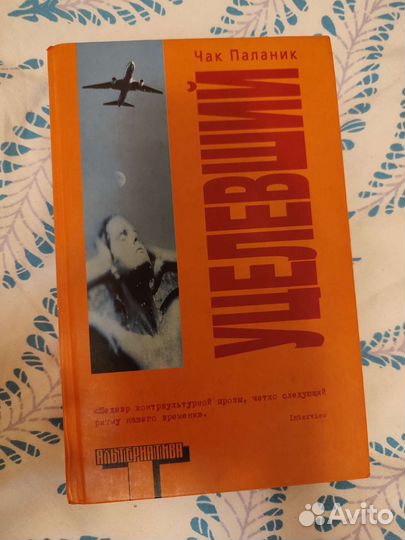 Чак Паланик
УЦЕЛЕВШИЙ
«Шедевр контркультурной прозы, четко следующий
ритму нашего времени».
Interview
АЛЬТЕРНАТИВА
Avito